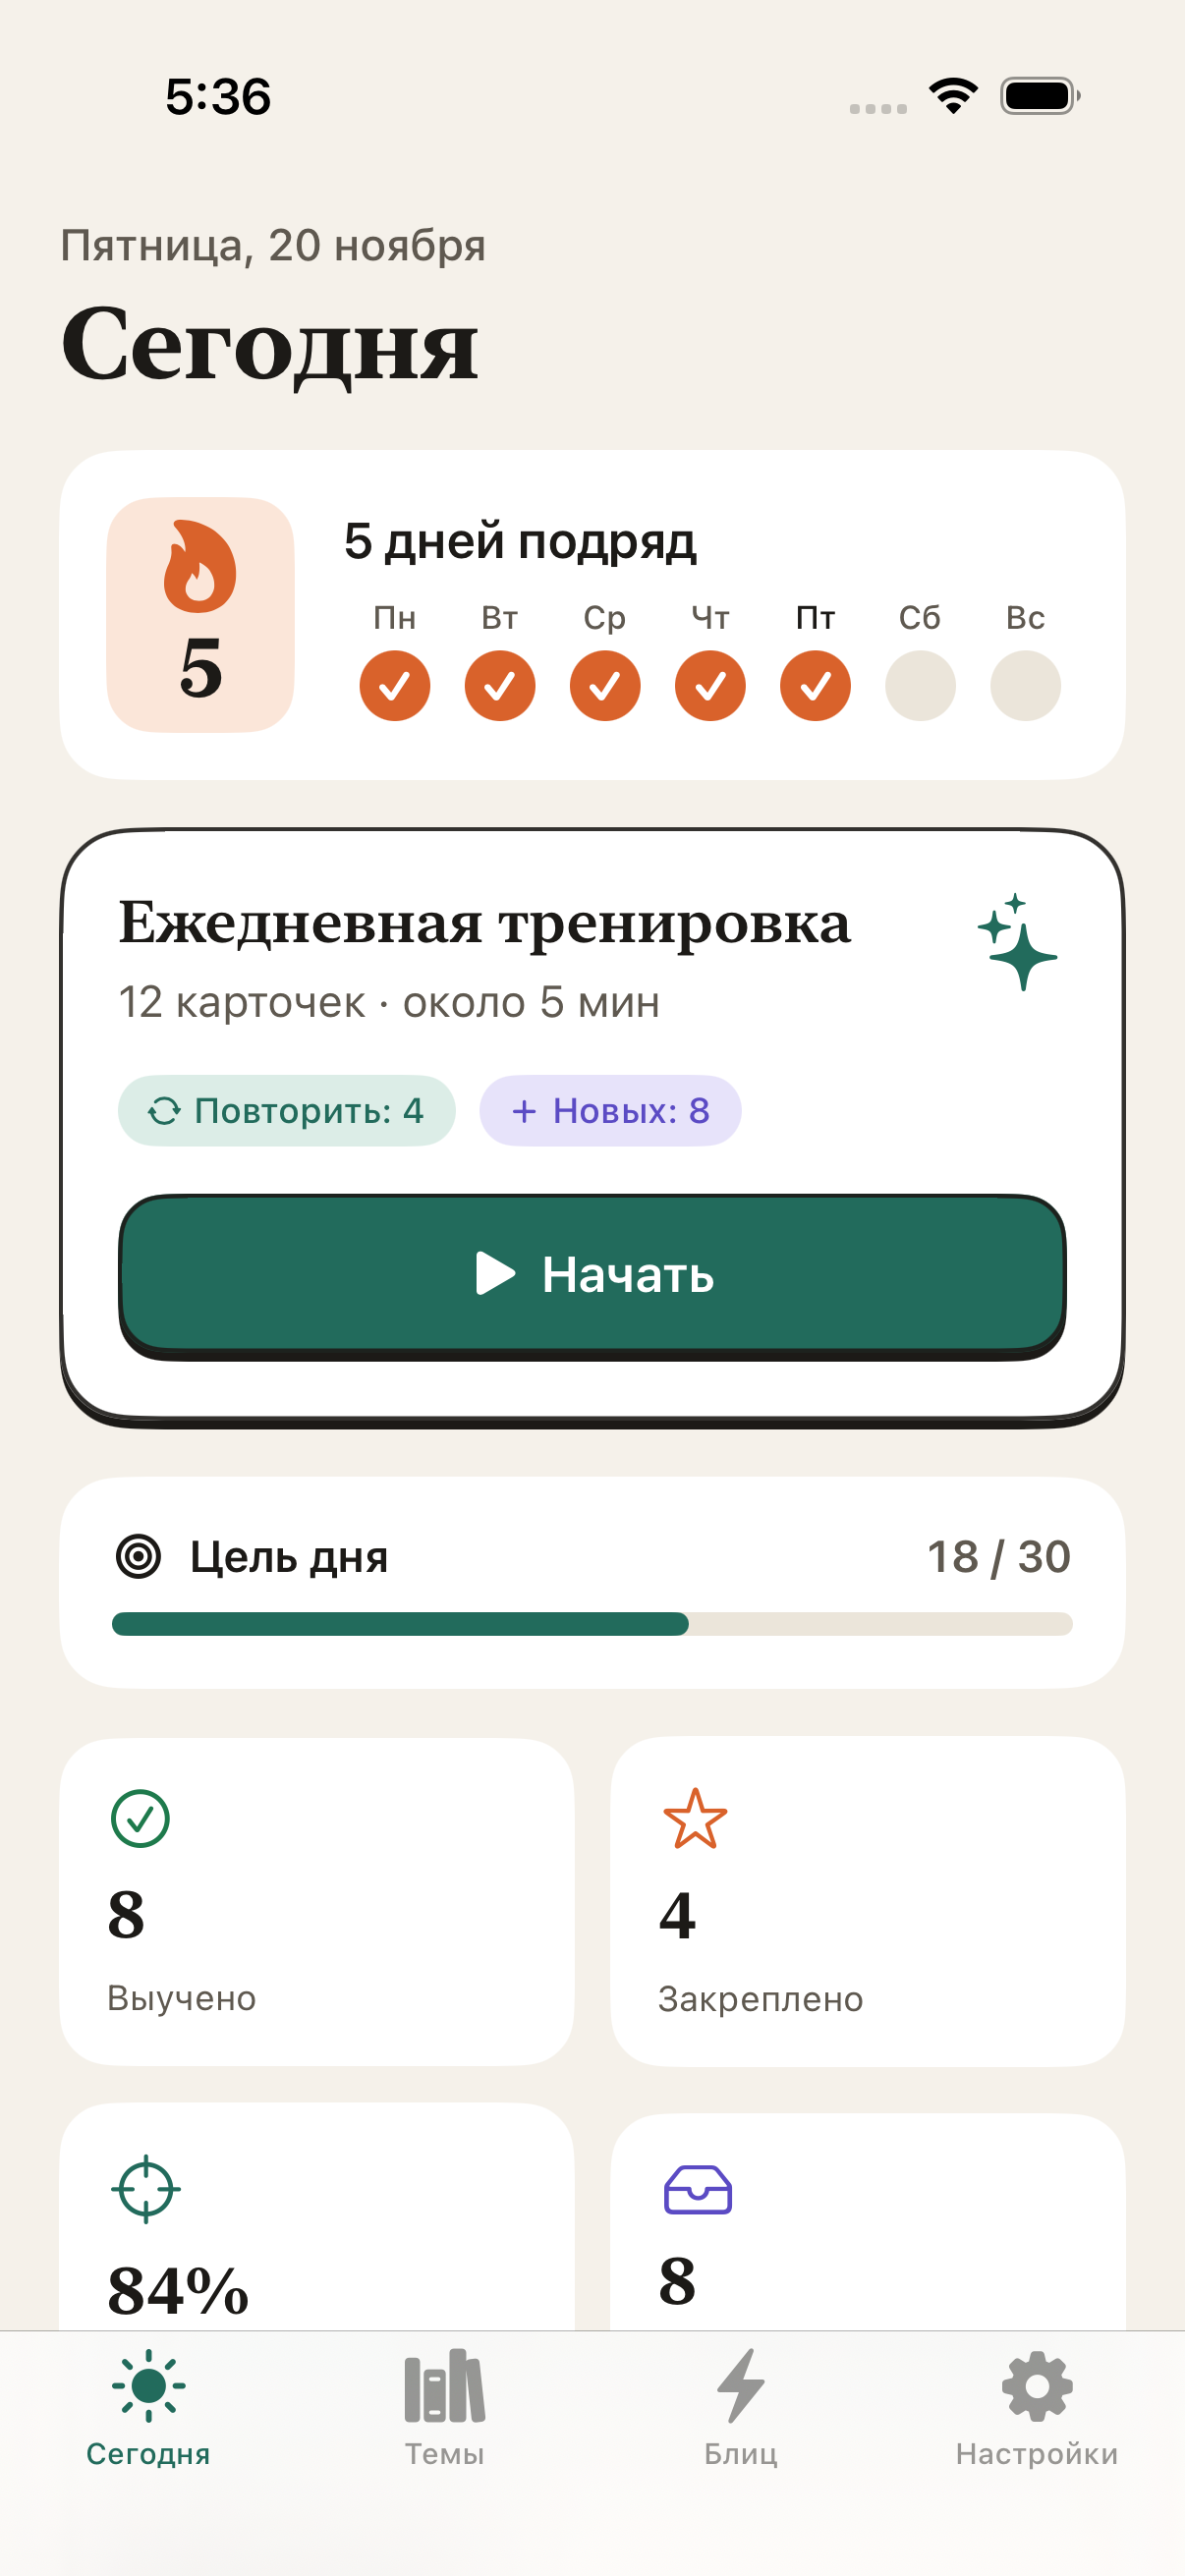 5:36
Пятница, 20 ноября
Сегодня
5
5 дней подряд
Пн Вт Ср Чт Пт Сб Вс
Ежедневная тренировка
12 карточек · около 5 мин
Повторить: 4
+ Новых: 8
Начать
Цель дня
18 / 30
8
Выучено
4
Закреплено
84%
8
Сегодня
Темы
Блиц
Настройки